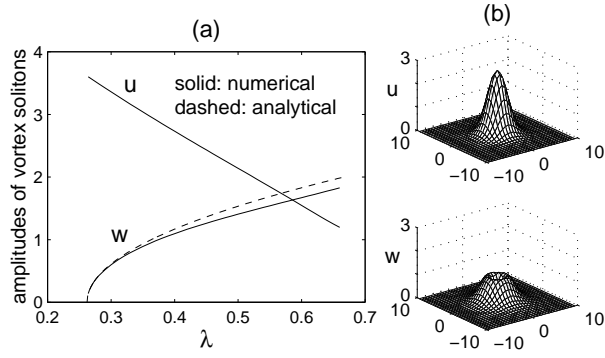 (a)
amplitudes of vortex solitons
4
3
2
1
0
0.2 0.3 0.4 0.5 0.6 0.7
λ
u
solid: numerical
dashed: analytical
w
(b)
u
3
0
10
0
−10
−10
0
10
w
3
0
10
0
−10
−10
0
10